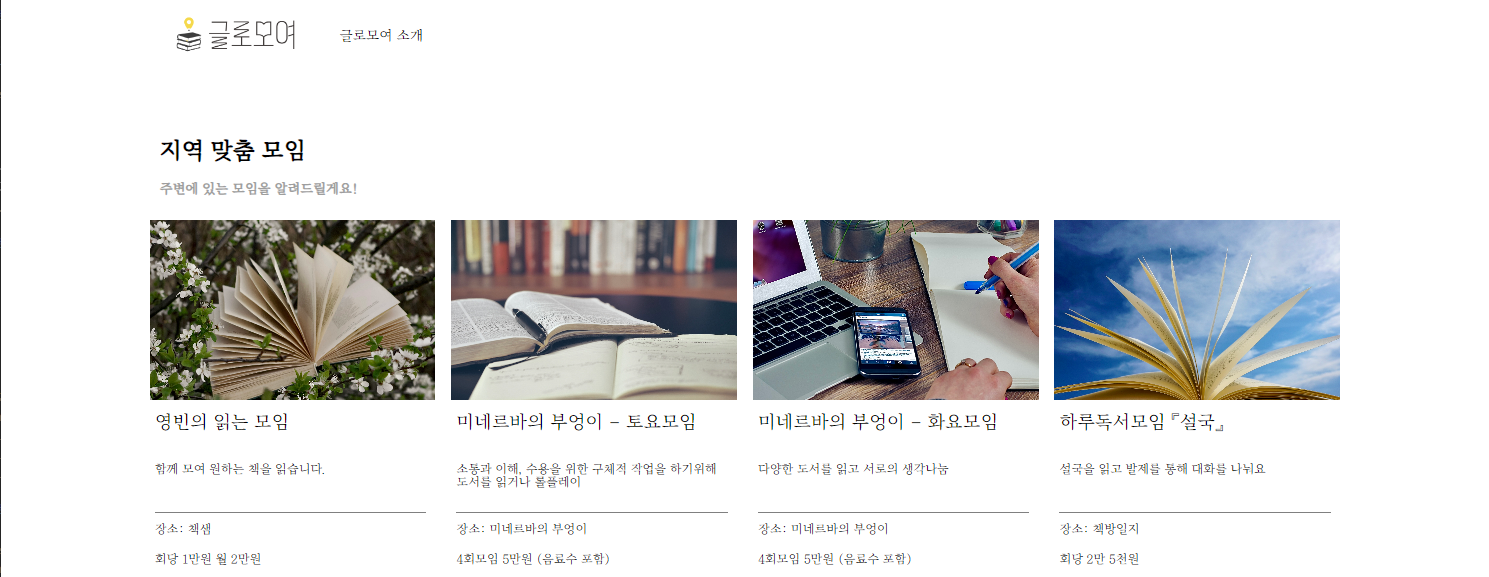 글로모여
글로모여 소개
지역 맞춤 모임
주변에 있는 모임을 알려드릴게요!
영빈의 읽는 모임
함께 모여 원하는 책을 읽습니다.
장소: 책샘
회당 1만원 월 2만원
미네르바의 부엉이 - 토요모임
소통과 이해, 수용을 위한 구체적 작업을 하기위해
도서를 읽거나 롤플레이
장소: 미네르바의 부엉이
4회모임 5만원 (음료수 포함)
미네르바의 부엉이 - 화요모임
다양한 도서를 읽고 서로의 생각나눔
장소: 미네르바의 부엉이
4회모임 5만원 (음료수 포함)
하루독서모임『설국』
설국을 읽고 발제를 통해 대화를 나눠요
장소: 책방일지
회당 2만 5천원